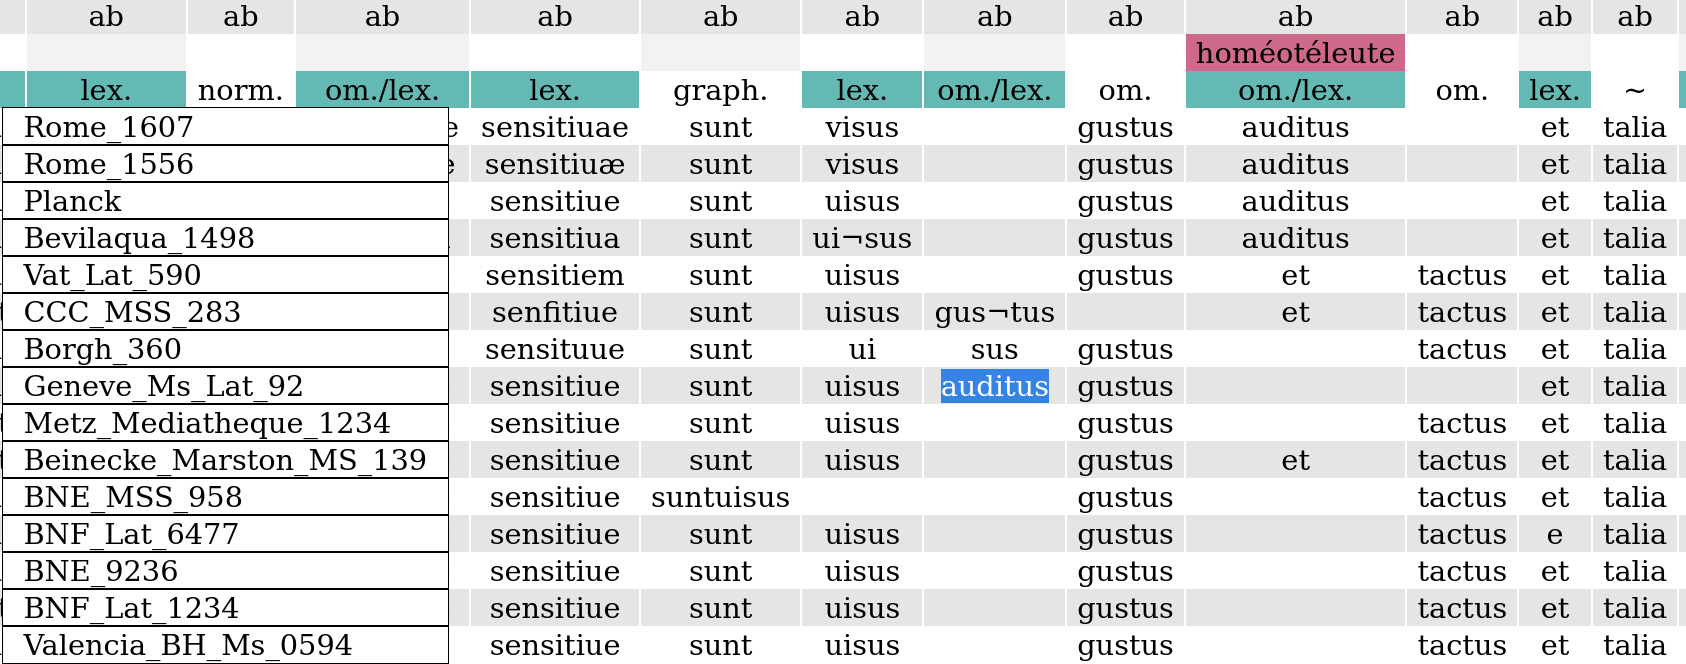 ab ab ab ab ab ab ab ab ab ab ab ab
homéotéleute
lex. norm. om./lex. lex. graph. lex. om./lex. om. om./lex. om. lex. ~
Rome_1607 e sensitiuae sunt visus gustus auditus et talia
Rome_1556 sensitiuæ sunt visus gustus auditus et talia
Planck sensitiue sunt uisus gustus auditus et talia
Bevilaqua_1498 sensitiua sunt ui¬sus gustus auditus et talia
Vat_Lat_590 sensitiem sunt uisus gustus et tactus et talia
CCC_MSS_283 senfitiue sunt uisus gus¬tus et tactus et talia
Borgh_360 sensituue sunt ui sus gustus tactus et talia
Geneve_Ms_Lat_92 sensitiue sunt uisus auditus gustus et talia
Metz_Mediatheque_1234 sensitiue sunt uisus gustus tactus et talia
Beinecke_Marston_MS_139 sensitiue sunt uisus gustus et tactus et talia
BNE_MSS_958 sensitiue suntuisus gustus tactus et talia
BNF_Lat_6477 sensitiue sunt uisus gustus tactus e talia
BNE_9236 sensitiue sunt uisus gustus tactus et talia
BNF_Lat_1234 sensitiue sunt uisus gustus tactus et talia
Valencia_BH_Ms_0594 sensitiue sunt uisus gustus tactus et talia